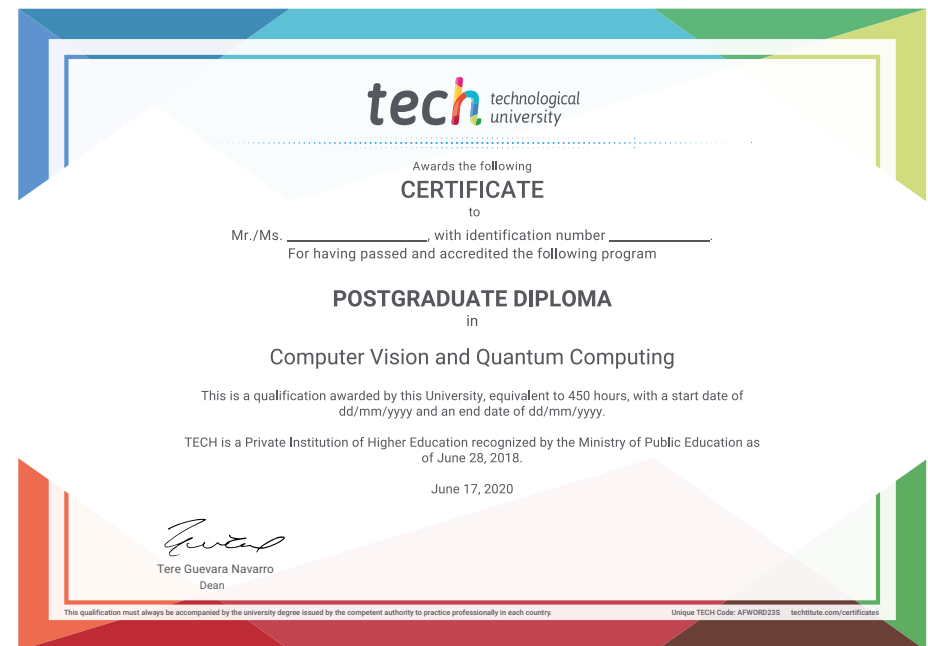 tech technological
university
Awards the following
CERTIFICATE
to
Mr./Ms. ____________________, with identification number ______________.
For having passed and accredited the following program
POSTGRADUATE DIPLOMA
in
Computer Vision and Quantum Computing
This is a qualification awarded by this University, equivalent to 450 hours, with a start date of
dd/mm/yyyy and an end date of dd/mm/yyyy.
TECH is a Private Institution of Higher Education recognized by the Ministry of Public Education as
of June 28, 2018.
June 17, 2020
Tere Guevara Navarro
Dean
This qualification must always be accompanied by the university degree issued by the competent authority to practice professionally in each country. Unique TECH Code: AFWORD23S techtitute.com/certificates